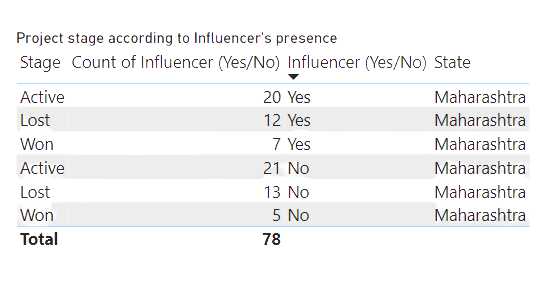 Project stage according to Influencer's presence
Stage Count of Influencer (Yes/No) Influencer (Yes/No) State
Active 20 Yes Maharashtra
Lost 12 Yes Maharashtra
Won 7 Yes Maharashtra
Active 21 No Maharashtra
Lost 13 No Maharashtra
Won 5 No Maharashtra
Total 78